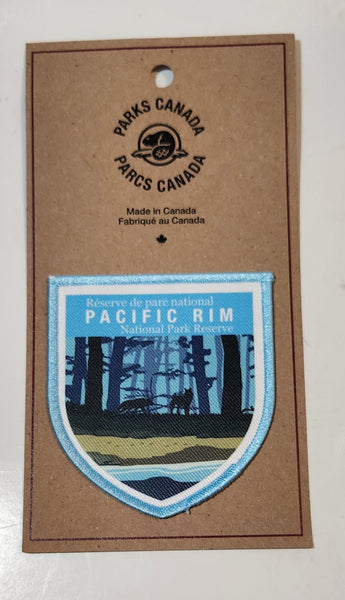 PARKS CANADA
PARCS CANADA
Made in Canada
Fabriqué au Canada
Réserve de parc national
PACIFIC RIM
National Park Reserve